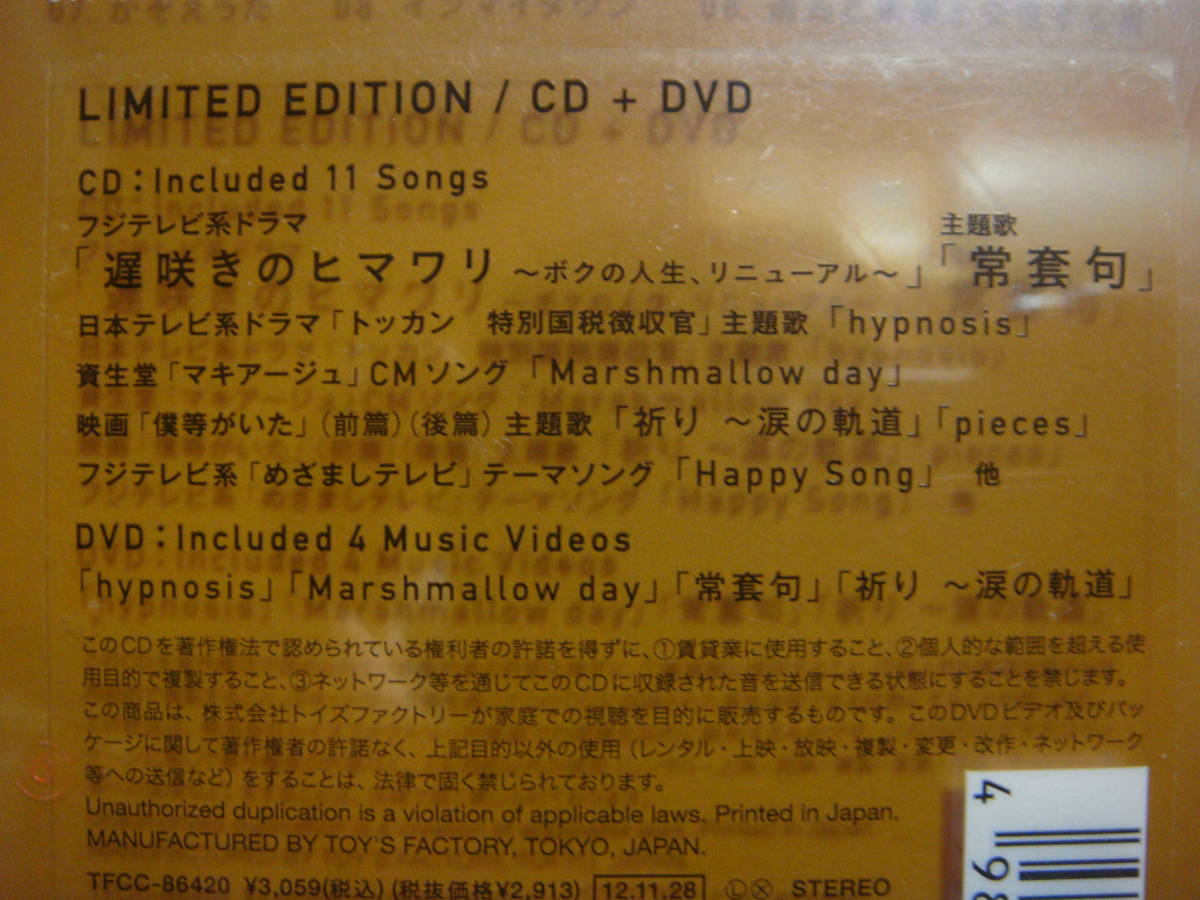 07. かぞえうた　08. インマイタウン
LIMITED EDITION / CD + DVD
CD：Included 11 Songs
フジテレビ系ドラマ　主題歌
「遅咲きのヒマワリ ～ボクの人生、リニューアル～」「常套句」
日本テレビ系ドラマ「トッカン　特別国税徴収官」主題歌「hypnosis」
資生堂「マキアージュ」CMソング「Marshmallow day」
映画「僕等がいた」（前篇）（後篇）主題歌「祈り ～涙の軌道」「pieces」
フジテレビ系「めざましテレビ」テーマソング「Happy Song」　他
DVD：Included 4 Music Videos
「hypnosis」「Marshmallow day」「常套句」「祈り ～涙の軌道」
このCDを著作権法で認められている権利者の許諾を得ずに、①賃貸業に使用すること、②個人的な範囲を超える使
用目的で複製すること、③ネットワーク等を通じてこのCDに収録された音を送信できる状態にすることを禁じます。
この商品は、株式会社トイズファクトリーが家庭での視聴を目的に販売するものです。このDVDビデオ及びパッ
ケージに関して著作権者の許諾なく、上記目的以外の使用（レンタル・上映・放映・複製・変更・改作・ネットワーク
等への送信など）をすることは、法律で固く禁じられております。
Unauthorized duplication is a violation of applicable laws. Printed in Japan.
MANUFACTURED BY TOY'S FACTORY, TOKYO, JAPAN.
TFCC-86420 ¥3,059(税込) (税抜価格¥2,913) 12.11.28 Ⓛ Ⓧ STEREO
4 98